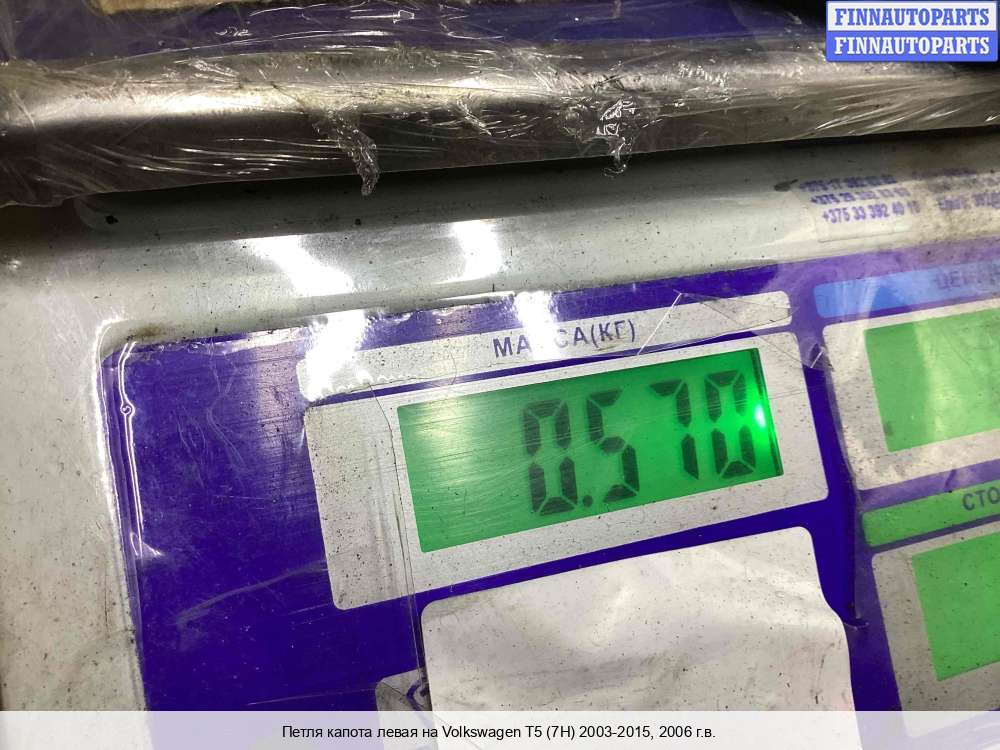 FINNAUTOPARTS
FINNAUTOPARTS
+375 33 392 40
МАССА(КГ)
0.570
СТО
Петля капота левая на Volkswagen T5 (7H) 2003-2015, 2006 г.в.